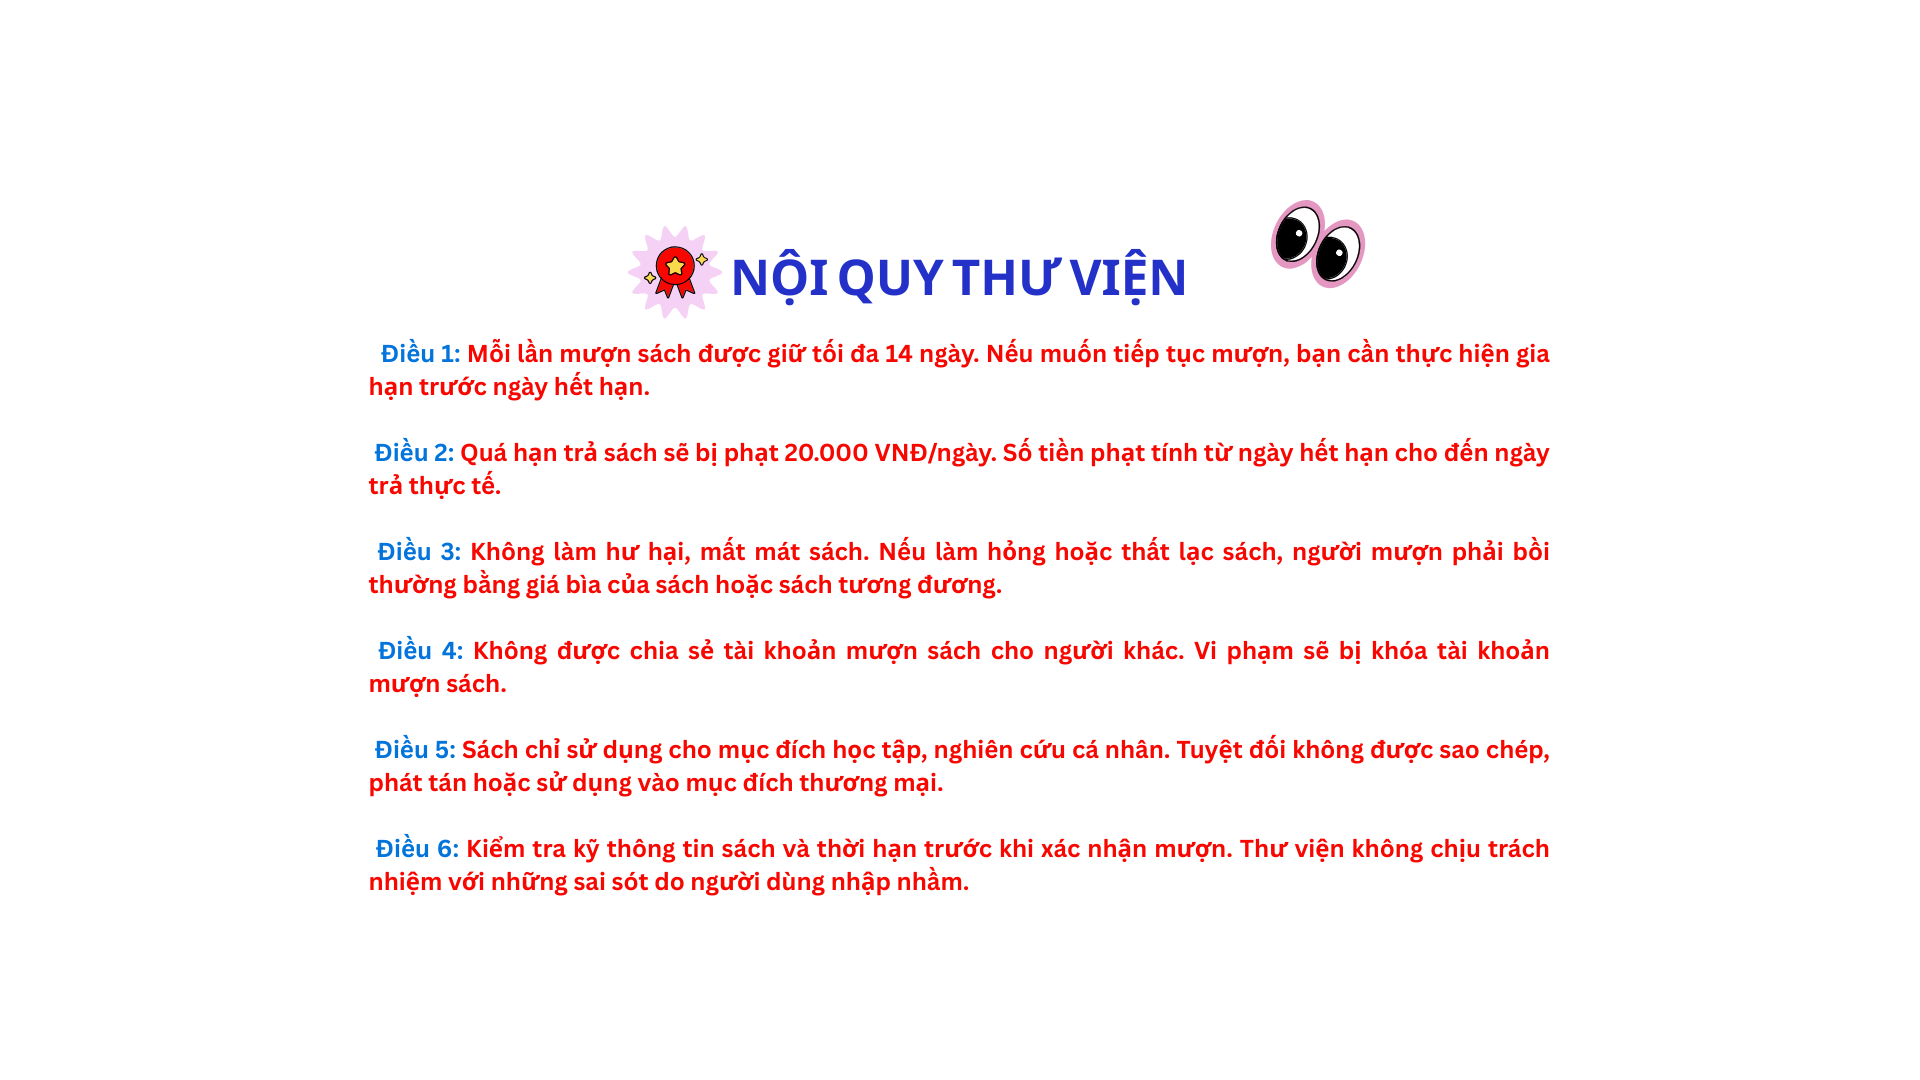 NỘI QUY THƯ VIỆN
Điều 1: Mỗi lần mượn sách được giữ tối đa 14 ngày. Nếu muốn tiếp tục mượn, bạn cần thực hiện gia
hạn trước ngày hết hạn.
Điều 2: Quá hạn trả sách sẽ bị phạt 20.000 VNĐ/ngày. Số tiền phạt tính từ ngày hết hạn cho đến ngày
trả thực tế.
Điều 3: Không làm hư hại, mất mát sách. Nếu làm hỏng hoặc thất lạc sách, người mượn phải bồi
thường bằng giá bìa của sách hoặc sách tương đương.
Điều 4: Không được chia sẻ tài khoản mượn sách cho người khác. Vi phạm sẽ bị khóa tài khoản
mượn sách.
Điều 5: Sách chỉ sử dụng cho mục đích học tập, nghiên cứu cá nhân. Tuyệt đối không được sao chép,
phát tán hoặc sử dụng vào mục đích thương mại.
Điều 6: Kiểm tra kỹ thông tin sách và thời hạn trước khi xác nhận mượn. Thư viện không chịu trách
nhiệm với những sai sót do người dùng nhập nhầm.